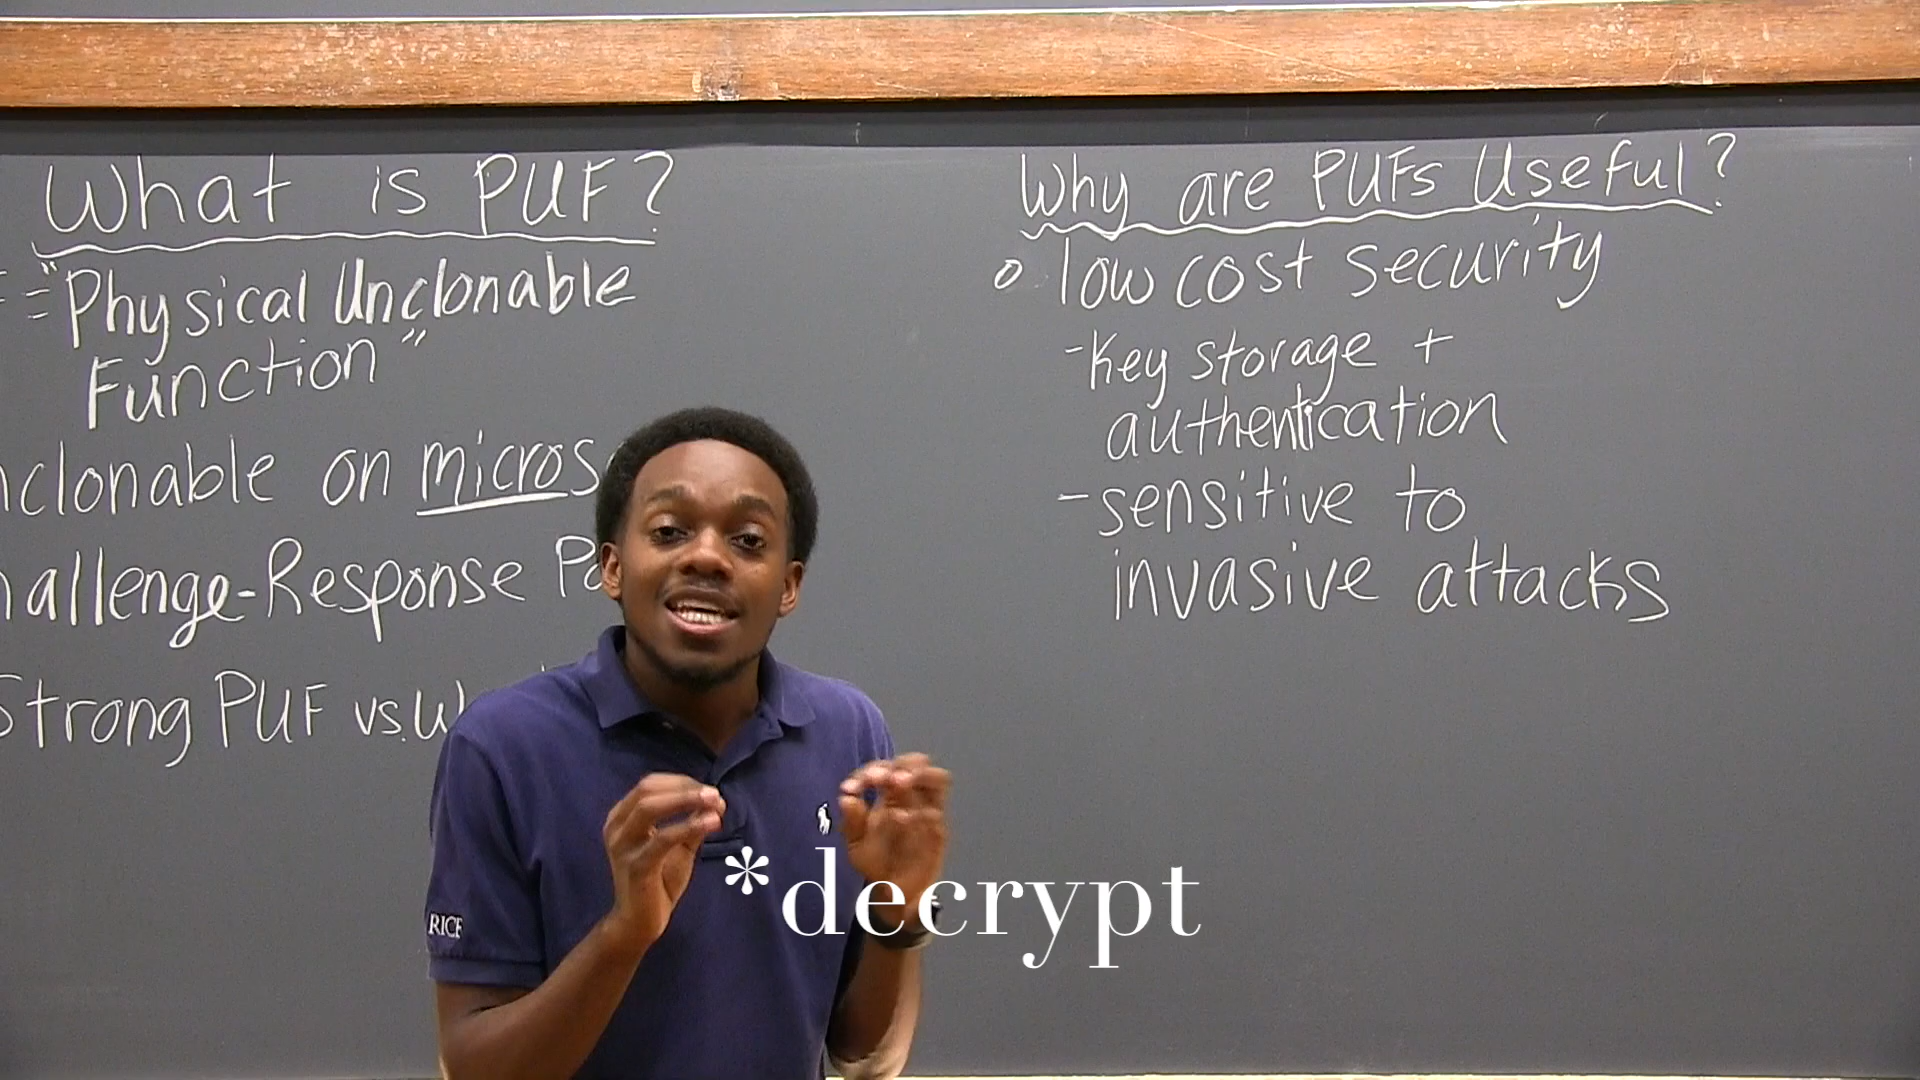 What is PUF?
= "Physical Unclonable
Function"
nclonable on micros
hallenge-Response Pa
Strong PUF vs. W
Why are PUFs Useful?
o low cost security
- Key storage +
authentication
- sensitive to
invasive attacks
*decrypt
RICE